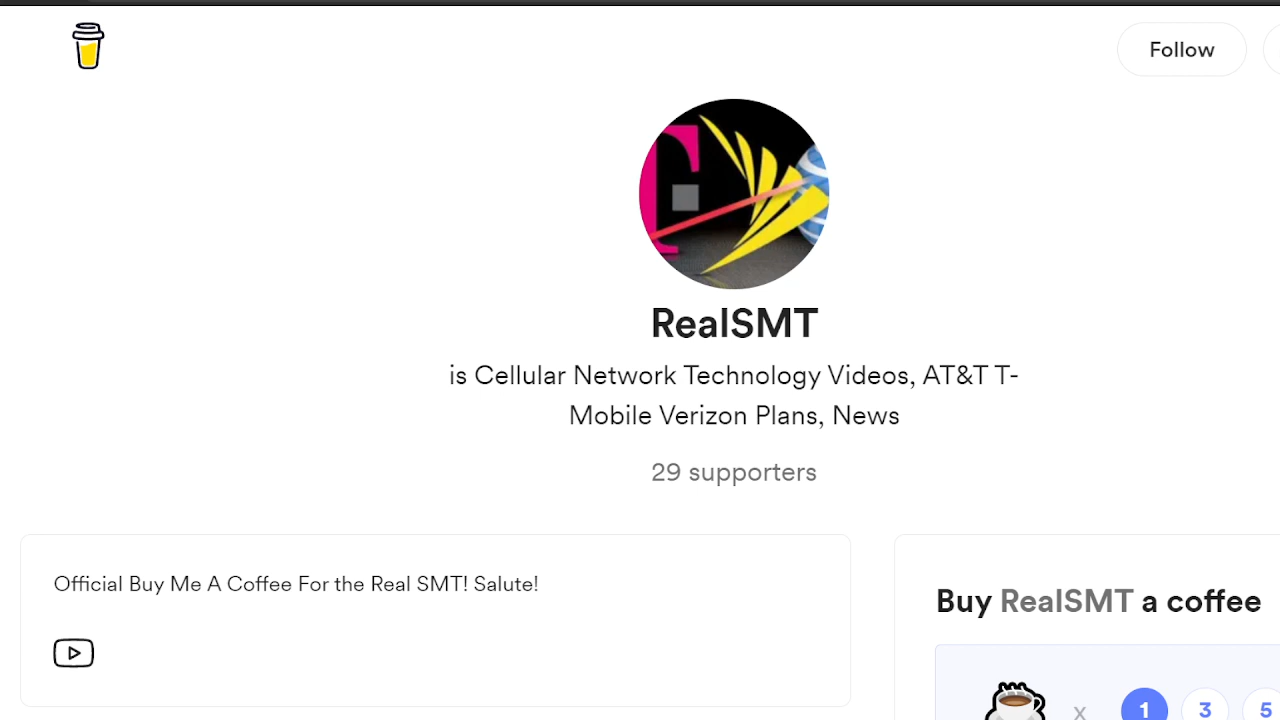 Follow
RealSMT
is Cellular Network Technology Videos, AT&T T-
Mobile Verizon Plans, News
29 supporters
Official Buy Me A Coffee For the Real SMT! Salute!
Buy RealSMT a coffee
x 1 3 5